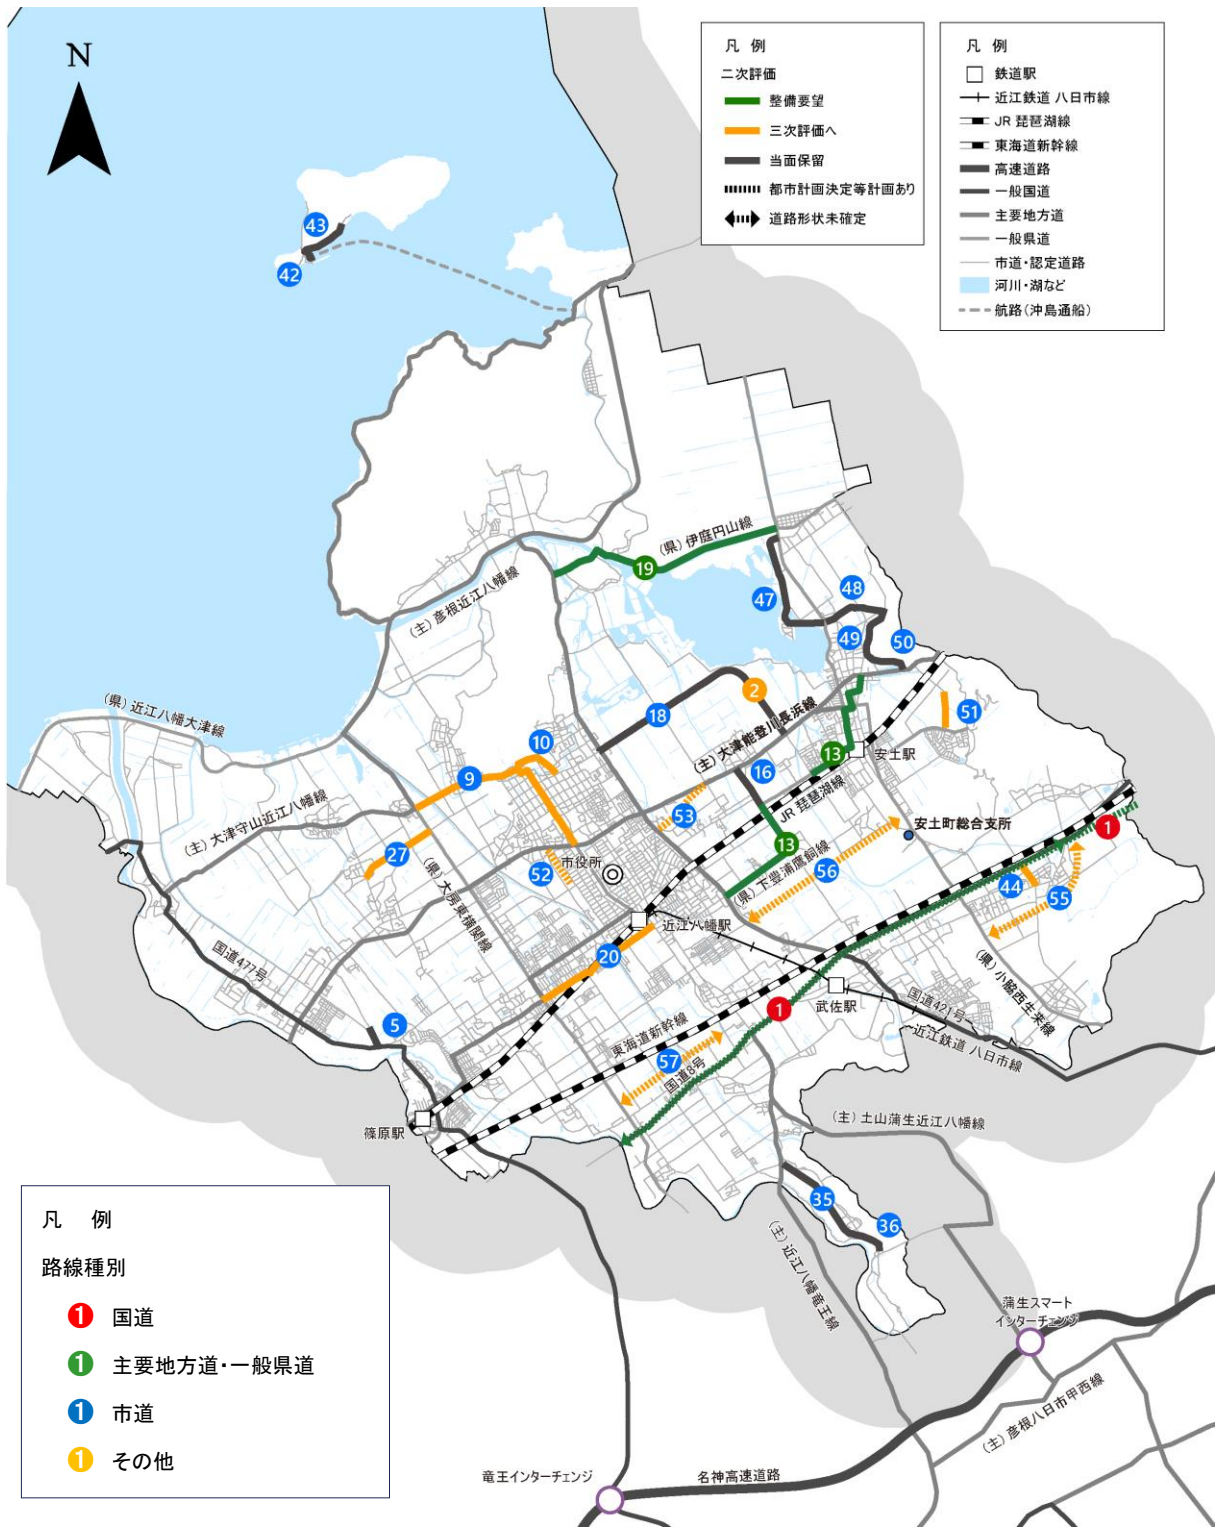 N
凡 例
二次評価
整備要望
三次評価へ
当面保留
都市計画決定等計画あり
道路形状未確定
凡 例
鉄道駅
近江鉄道 八日市線
JR 琵琶湖線
東海道新幹線
高速道路
一般国道
主要地方道
一般県道
市道・認定道路
河川・湖など
航路(沖島通船)
43
42
(県) 伊庭円山線
19
(主) 彦根近江八幡線
47
48
49
50
2
18
51
(主) 大津能登川長浜線
(県) 近江八幡大津線
10
9
16
13
安土駅
JR 琵琶湖線
53
(主) 大津守山近江八幡線
27
市役所
52
13
安土町総合支所
1
(県) 下豊浦鷹飼線
56
44
55
(県) 大房東横関線
近江八幡駅
20
国道477号
(県) 小脇西生来線
武佐駅
国道421号
近江鉄道 八日市線
1
5
東海道新幹線
57
国道8号
篠原駅
(主) 土山蒲生近江八幡線
35
36
(主) 近江八幡竜王線
凡 例
路線種別
1 国道
1 主要地方道・一般県道
1 市道
1 その他
蒲生スマート
インターチェンジ
(主) 彦根八日市甲西線
竜王インターチェンジ
名神高速道路